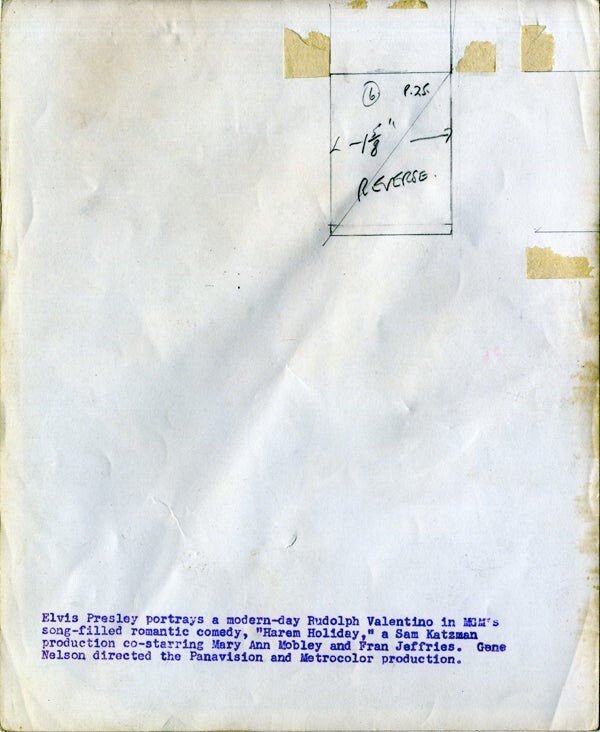 6 P.25.
1 5/8"
REVERSE.
Elvis Presley portrays a modern-day Rudolph Valentino in MGM's
song-filled romantic comedy, "Harem Holiday," a Sam Katzman
production co-starring Mary Ann Mobley and Fran Jeffries. Gene
Nelson directed the Panavision and Metrocolor production.